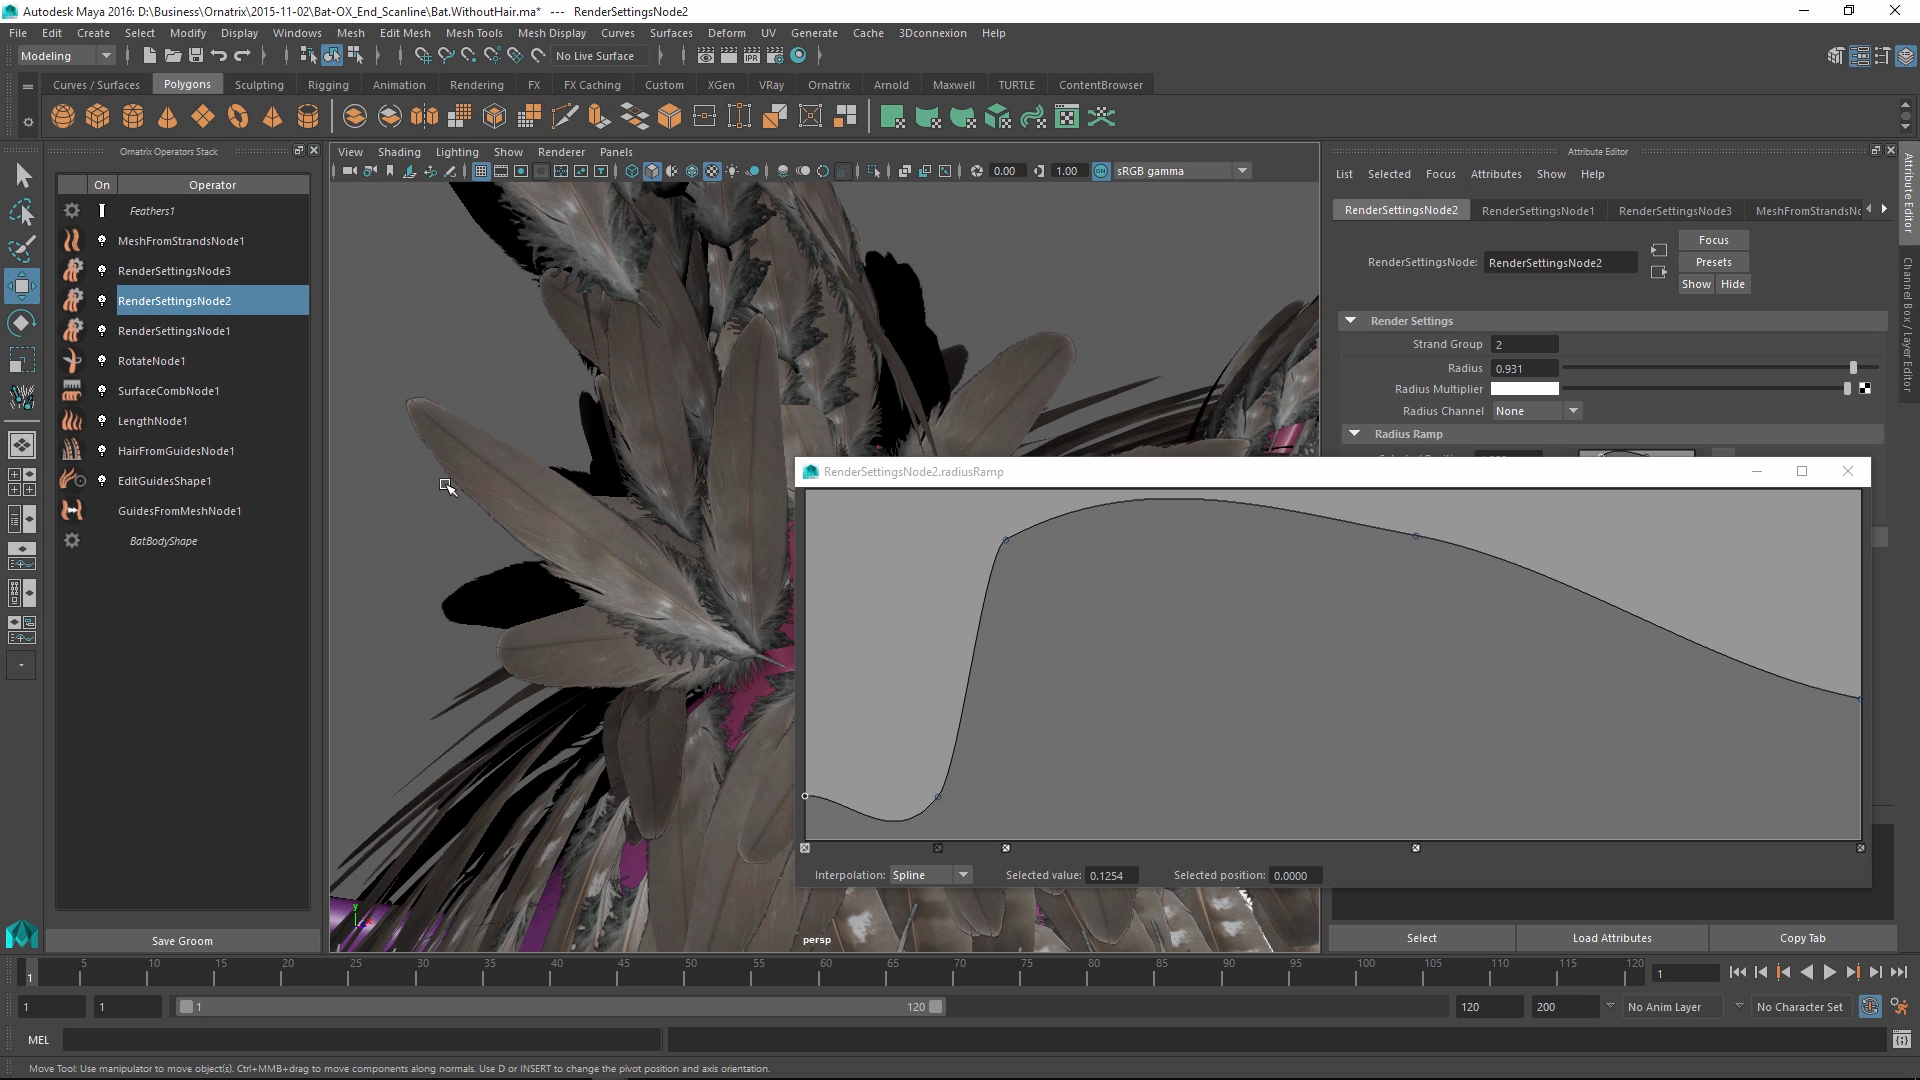 Autodesk Maya 2016: D:\Business\Ornatrix\2015-11-02\Bat-OX_End_Scanline\Bat.WithoutHair.ma* --- RenderSettingsNode2
File Edit Create Select Modify Display Windows Mesh Edit Mesh Mesh Tools Mesh Display Curves Surfaces Deform UV Generate Cache 3Dconnexion Help
Modeling No Live Surface
Curves / Surfaces Polygons Sculpting Rigging Animation Rendering FX FX Caching Custom XGen VRay Ornatrix Arnold Maxwell TURTLE ContentBrowser
Ornatrix Operators Stack
On Operator
Feathers1
MeshFromStrandsNode1
RenderSettingsNode3
RenderSettingsNode2
RenderSettingsNode1
RotateNode1
SurfaceCombNode1
LengthNode1
HairFromGuidesNode1
EditGuidesShape1
GuidesFromMeshNode1
BatBodyShape
Save Groom
View Shading Lighting Show Renderer Panels
0.00 1.00 ON sRGB gamma
y
persp
Attribute Editor
List Selected Focus Attributes Show Help
RenderSettingsNode2 RenderSettingsNode1 RenderSettingsNode3 MeshFromStrandsNo
RenderSettingsNode: RenderSettingsNode2
Focus
Presets
Show Hide
Render Settings
Strand Group 2
Radius 0.931
Radius Multiplier
Radius Channel None
Radius Ramp
Attribute Editor
Channel Box / Layer Editor
RenderSettingsNode2.radiusRamp
Interpolation: Spline Selected value: 0.1254 Selected position: 0.0000
Select Load Attributes Copy Tab
1 5 10 15 20 25 30 35 40 45 50 55 60 65 70 75 80 85 90 95 100 105 110 115 120 1
1 1 1 120 120 200 No Anim Layer No Character Set
MEL
Move Tool: Use manipulator to move object(s). Ctrl+MMB+drag to move components along normals. Use D or INSERT to change the pivot position and axis orientation.